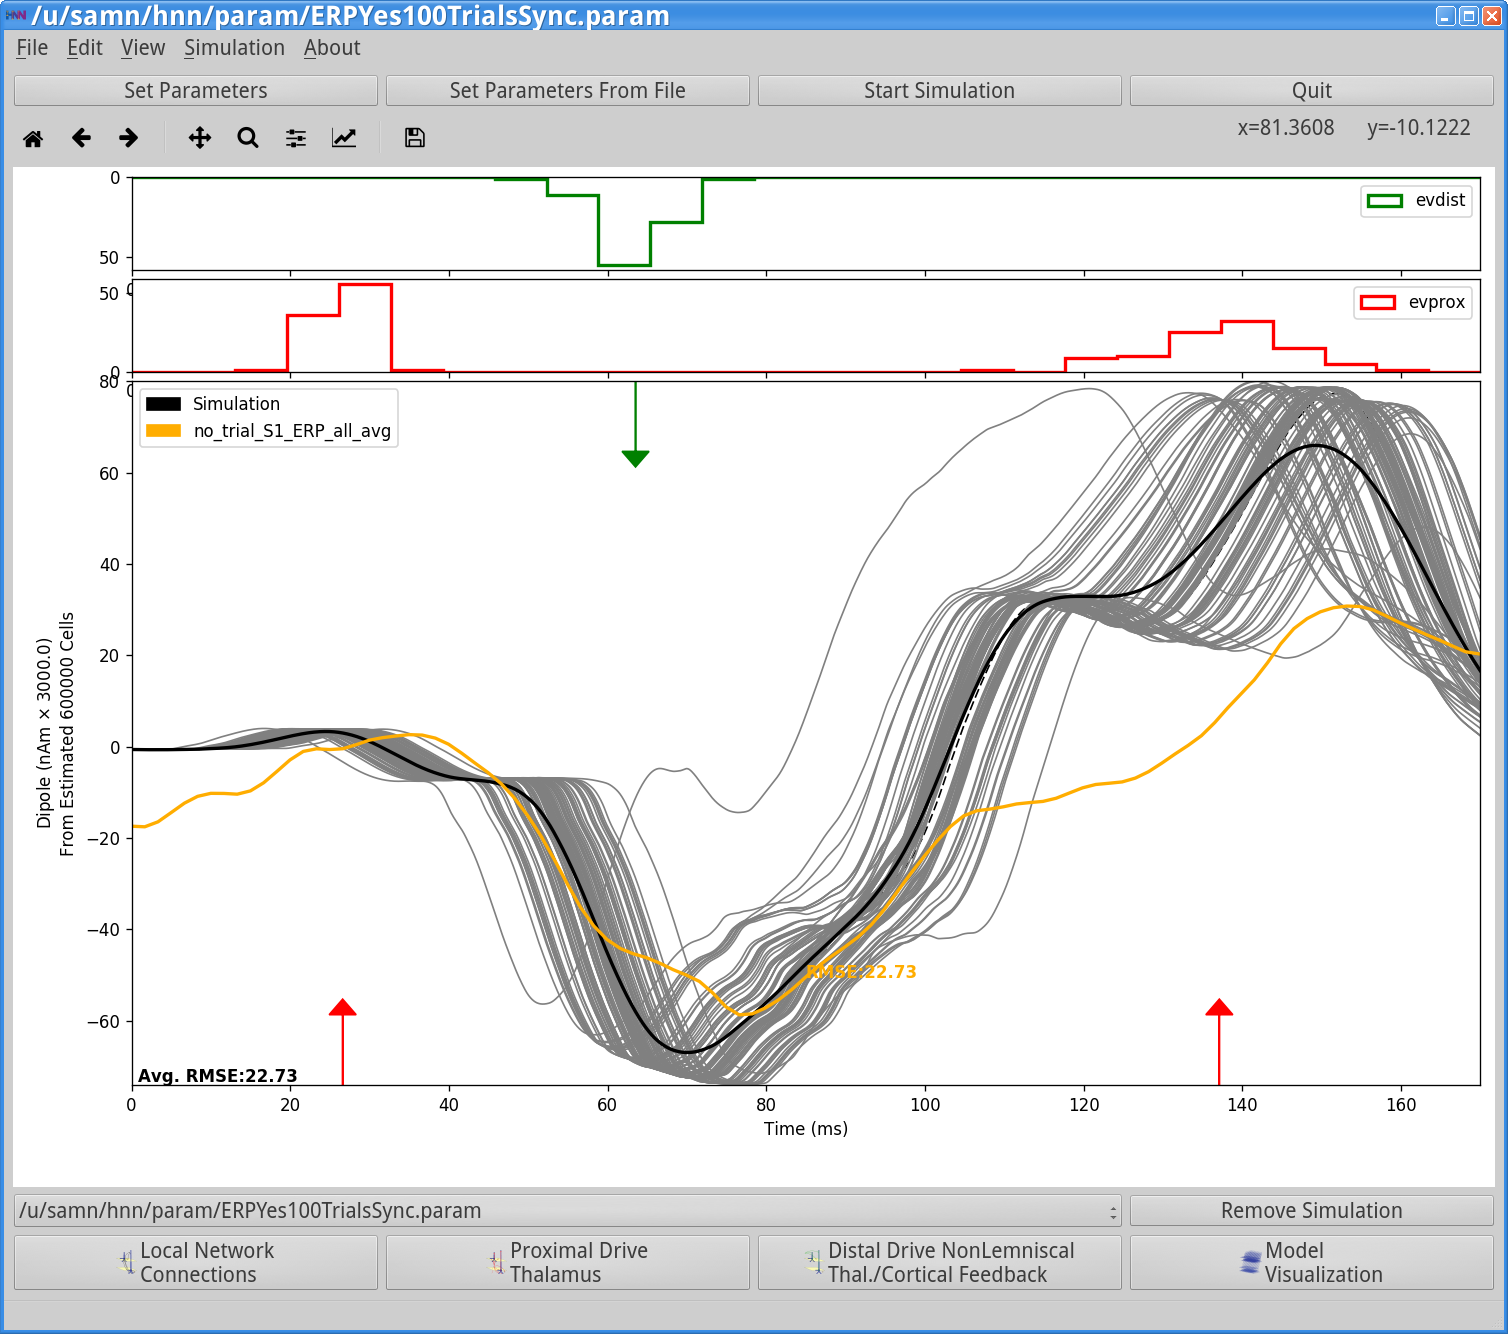 HNN /u/samn/hnn/param/ERPYes100TrialsSync.param
File Edit View Simulation About
Set Parameters Set Parameters From File Start Simulation Quit
x=81.3608 y=-10.1222
0
50
evdist
50
0
evprox
80
60
40
20
0
−20
−40
−60
Simulation
no_trial_S1_ERP_all_avg
Dipole (nAm × 3000.0)
From Estimated 600000 Cells
RMSE:22.73
Avg. RMSE:22.73
0 20 40 60 80 100 120 140 160
Time (ms)
/u/samn/hnn/param/ERPYes100TrialsSync.param
Remove Simulation
Local Network
Connections
Proximal Drive
Thalamus
Distal Drive NonLemniscal
Thal./Cortical Feedback
Model
Visualization